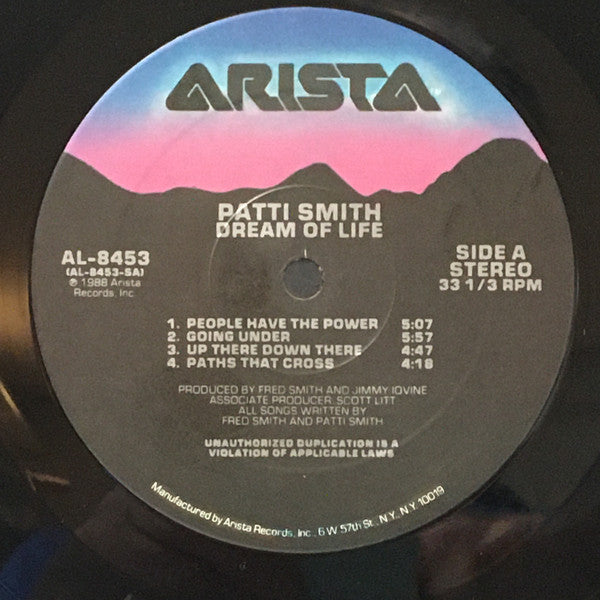 ARISTA
PATTI SMITH
DREAM OF LIFE
AL-8453
(AL-8453-SA)
℗ 1988 Arista
Records, Inc.
SIDE A
STEREO
33 1/3 RPM
1. PEOPLE HAVE THE POWER 5:07
2. GOING UNDER 5:57
3. UP THERE DOWN THERE 4:47
4. PATHS THAT CROSS 4:18
PRODUCED BY FRED SMITH AND JIMMY IOVINE
ASSOCIATE PRODUCER: SCOTT LITT
ALL SONGS WRITTEN BY
FRED SMITH AND PATTI SMITH
UNAUTHORIZED DUPLICATION IS A
VIOLATION OF APPLICABLE LAWS
Manufactured by Arista Records, Inc., 6 W. 57th St., N.Y., N.Y. 10019